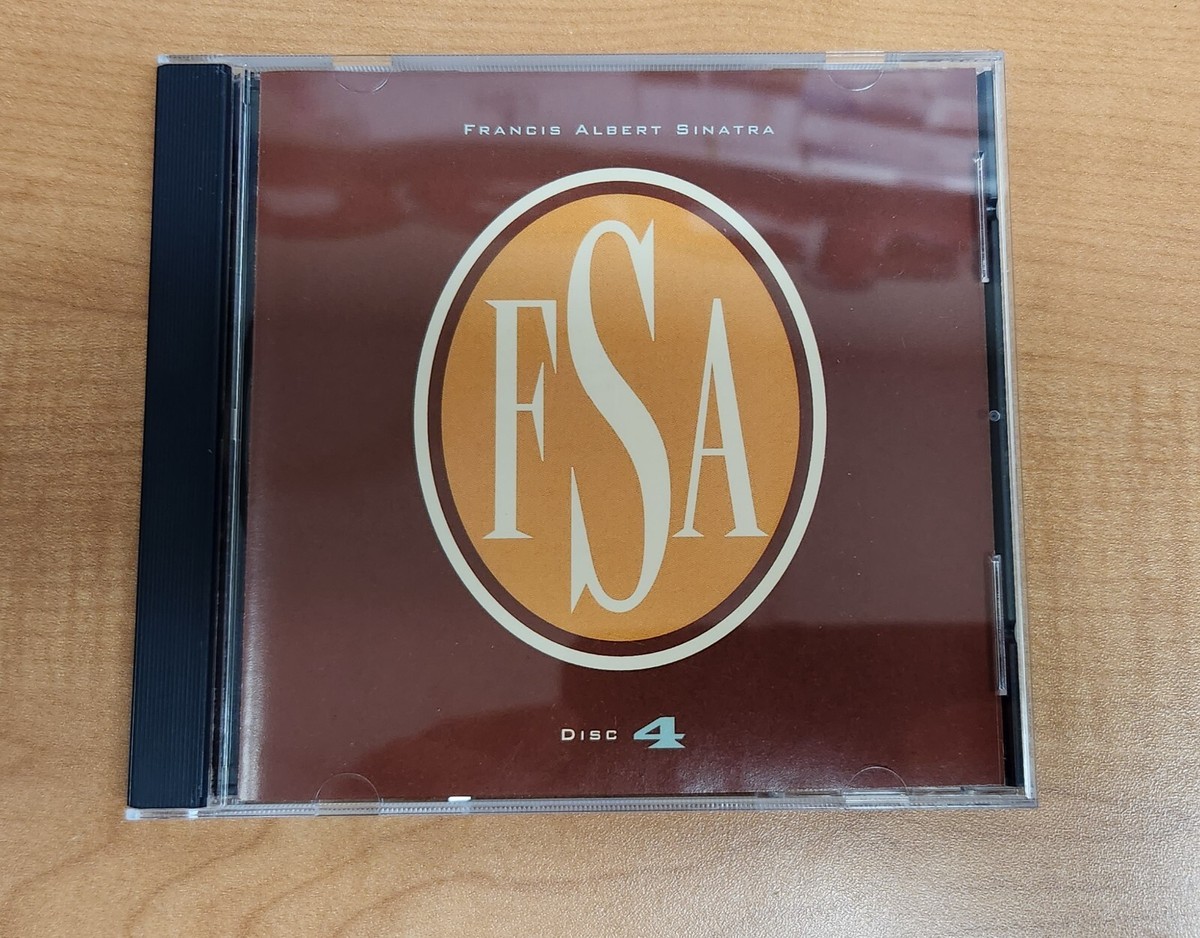 Francis Albert Sinatra
FSA
Disc 4